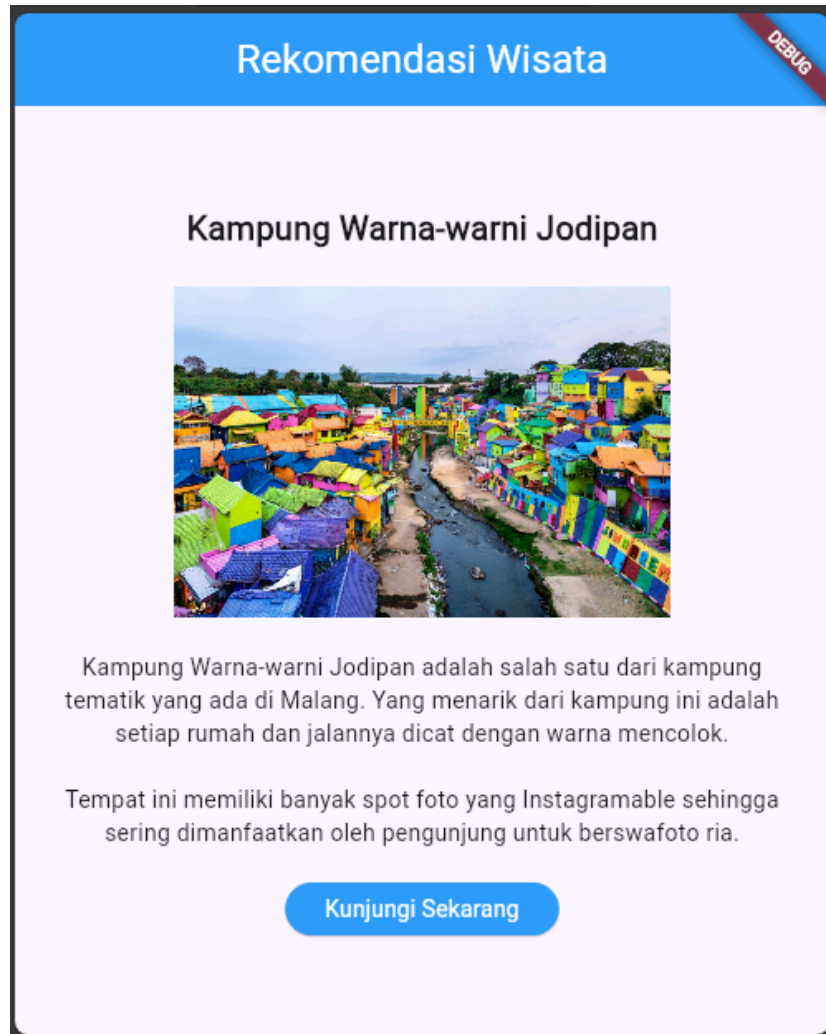 Rekomendasi Wisata
DEBUG
Kampung Warna-warni Jodipan
Kampung Warna-warni Jodipan adalah salah satu dari kampung
tematik yang ada di Malang. Yang menarik dari kampung ini adalah
setiap rumah dan jalannya dicat dengan warna mencolok.
Tempat ini memiliki banyak spot foto yang Instagramable sehingga
sering dimanfaatkan oleh pengunjung untuk berswafoto ria.
Kunjungi Sekarang